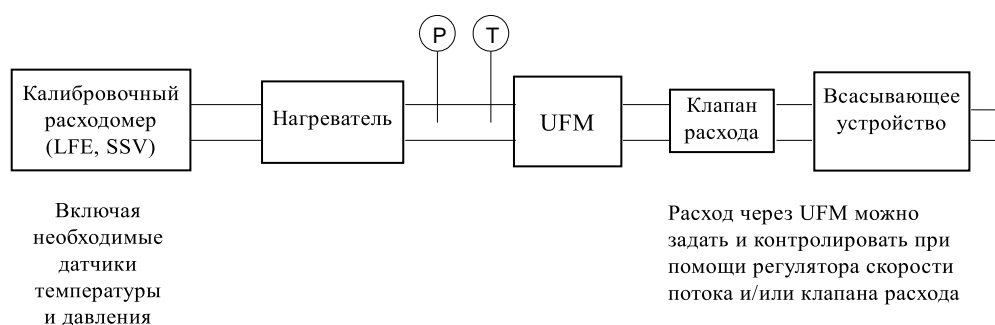 P T
Калибровочный
расходомер
(LFE, SSV)
Нагреватель
UFM
Клапан
расхода
Всасывающее
устройство
Включая
необходимые
датчики
температуры
и давления
Расход через UFM можно
задать и контролировать при
помощи регулятора скорости
потока и/или клапана расхода